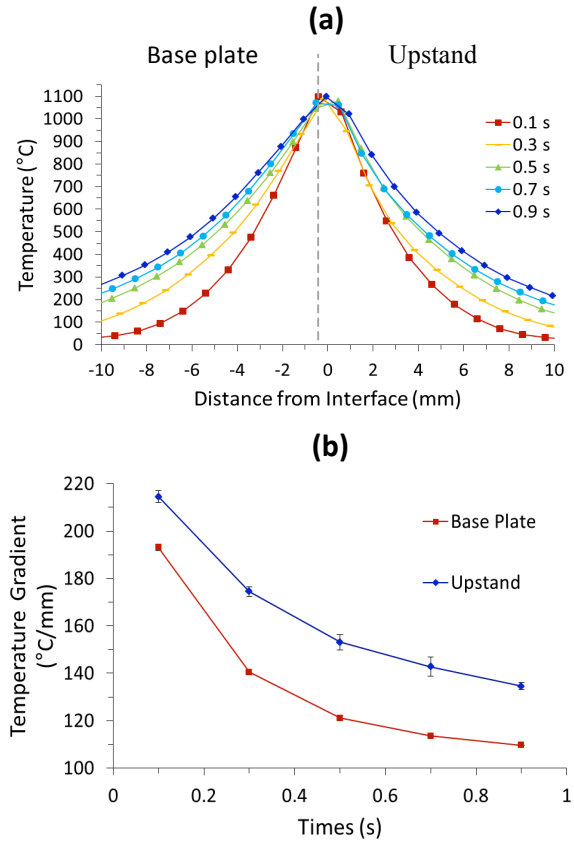 (a)
Base plate
Upstand
1100
1000
900
800
700
600
500
400
300
200
100
0
Temperature (°C)
0.1 s
0.3 s
0.5 s
0.7 s
0.9 s
-10 -8 -6 -4 -2 0 2 4 6 8 10
Distance from Interface (mm)
(b)
220
200
180
160
140
120
100
Temperature Gradient
(°C/mm)
Base Plate
Upstand
0 0.2 0.4 0.6 0.8 1
Times (s)